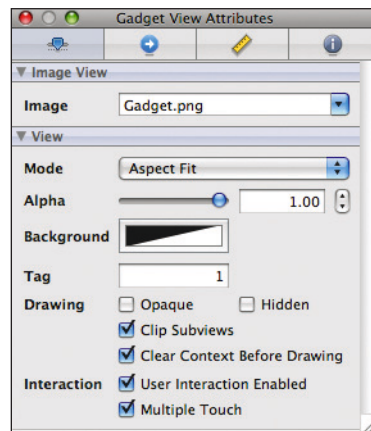 Gadget View Attributes
Image View
Image Gadget.png
View
Mode Aspect Fit
Alpha 1.00
Background
Tag 1
Drawing Opaque Hidden
Clip Subviews
Clear Context Before Drawing
Interaction User Interaction Enabled
Multiple Touch